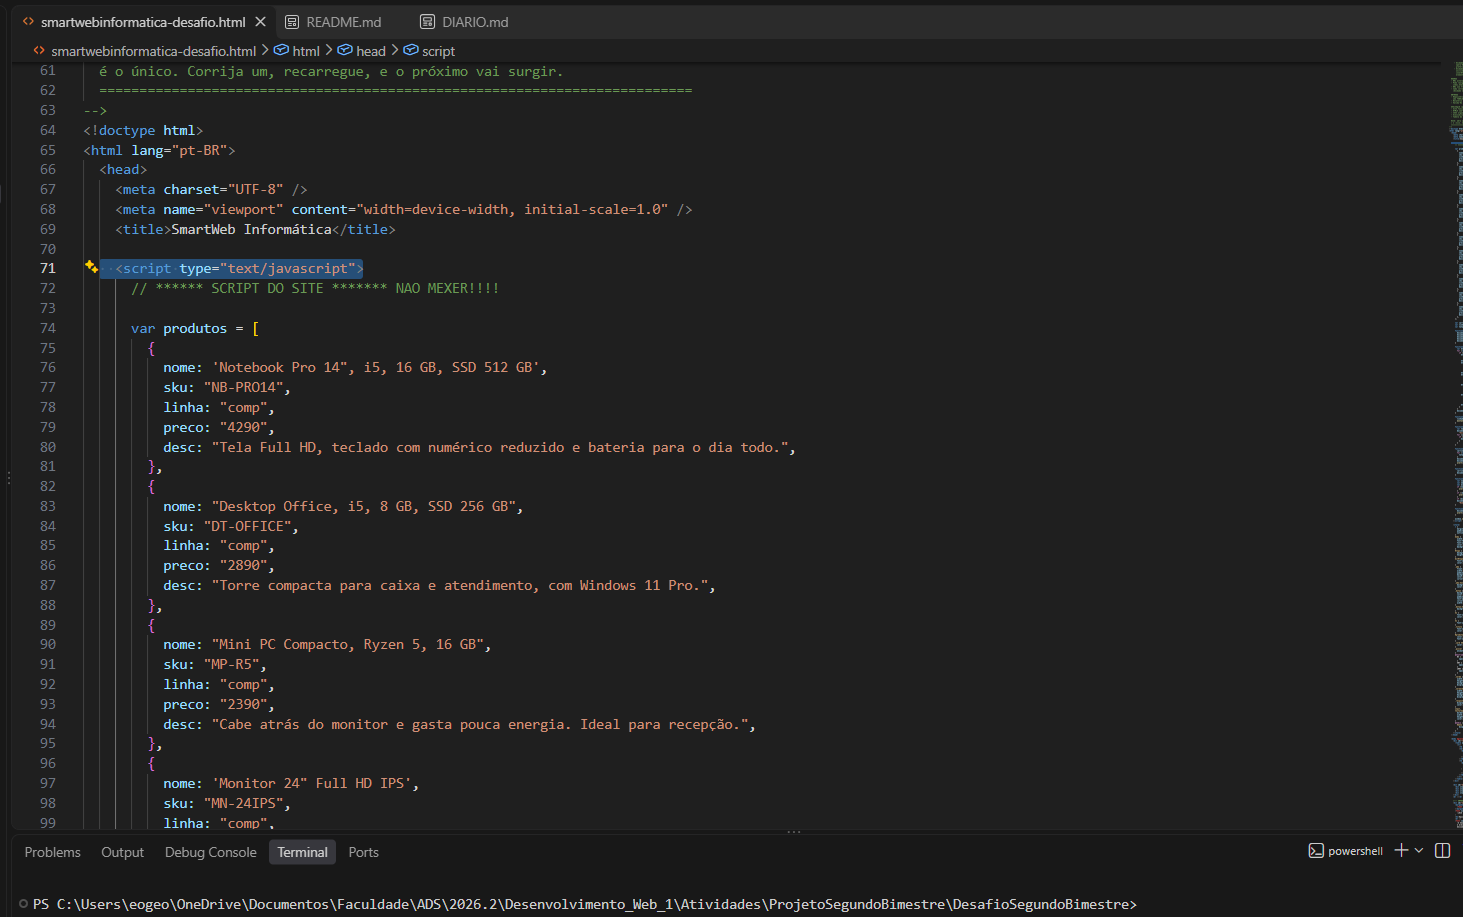 smartwebinformatica-desafio.html README.md DIARIO.md
smartwebinformatica-desafio.html > html > head > script
61 é o único. Corrija um, recarregue, e o próximo vai surgir.
62 ==========================================================================
63 -->
64 <!doctype html>
65 <html lang="pt-BR">
66 <head>
67 <meta charset="UTF-8" />
68 <meta name="viewport" content="width=device-width, initial-scale=1.0" />
69 <title>SmartWeb Informática</title>
70
71 <script type="text/javascript">
72 // ****** SCRIPT DO SITE ******* NAO MEXER!!!!
73
74 var produtos = [
75 {
76 nome: 'Notebook Pro 14", i5, 16 GB, SSD 512 GB',
77 sku: "NB-PRO14",
78 linha: "comp",
79 preco: "4290",
80 desc: "Tela Full HD, teclado com numérico reduzido e bateria para o dia todo.",
81 },
82 {
83 nome: "Desktop Office, i5, 8 GB, SSD 256 GB",
84 sku: "DT-OFFICE",
85 linha: "comp",
86 preco: "2890",
87 desc: "Torre compacta para caixa e atendimento, com Windows 11 Pro.",
88 },
89 {
90 nome: "Mini PC Compacto, Ryzen 5, 16 GB",
91 sku: "MP-R5",
92 linha: "comp",
93 preco: "2390",
94 desc: "Cabe atrás do monitor e gasta pouca energia. Ideal para recepção.",
95 },
96 {
97 nome: 'Monitor 24" Full HD IPS',
98 sku: "MN-24IPS",
99 linha: "comp",
Problems Output Debug Console Terminal Ports powershell
PS C:\Users\eogeo\OneDrive\Documentos\Faculdade\ADS\2026.2\Desenvolvimento_Web_1\Atividades\ProjetoSegundoBimestre\DesafioSegundoBimestre>